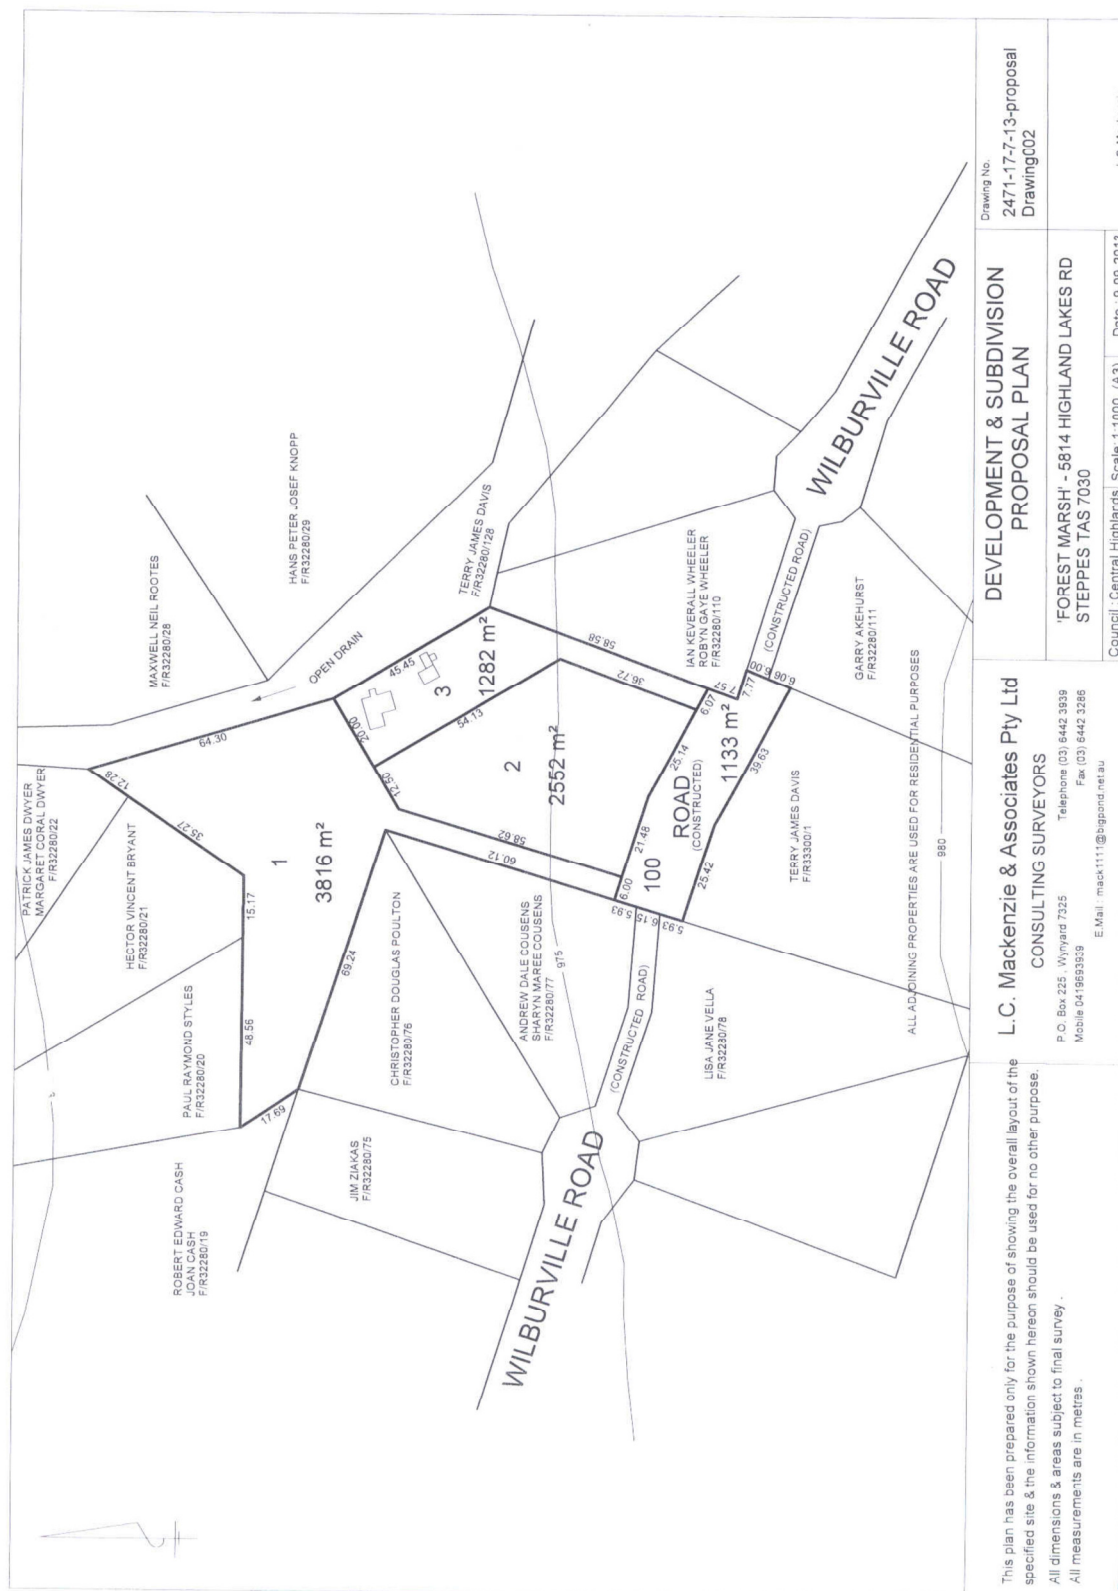 PATRICK JAMES DWYER
MARGARET CORAL DWYER
F/R32280/22
MAXWELL NEIL ROOTES
F/R32280/28
HECTOR VINCENT BRYANT
F/R32280/21
HANS PETER JOSEF KNOPP
F/R32280/29
PAUL RAYMOND STYLES
F/R32280/20
ROBERT EDWARD CASH
JOAN CASH
F/R32280/19
OPEN DRAIN
12.28
64.30
35.27
15.17
48.56
17.69
69.24
1
3816 m²
20.00
12.50
45.45
3
1282 m²
54.13
TERRY JAMES DAVIS
F/R32280/128
JIM ZIAKAS
F/R32280/75
CHRISTOPHER DOUGLAS POULTON
F/R32280/76
60.12
58.62
2
2552 m²
36.72
58.58
ANDREW DALE COUSENS
SHARYN MAREE COUSENS
F/R32280/77
975
IAN KEVERALL WHEELER
ROBYN GAYE WHEELER
F/R32280/110
6.00
21.48
25.14
6.07
7.57
7.77
6.00
6.06
5.93
6.15
5.93
100
ROAD
(CONSTRUCTED)
1133 m²
25.42
39.63
(CONSTRUCTED ROAD)
(CONSTRUCTED ROAD)
WILBURVILLE ROAD
WILBURVILLE ROAD
LISA JANE VELLA
F/R32280/78
TERRY JAMES DAVIS
F/R33300/1
GARRY AKEHURST
F/R32280/111
ALL ADJOINING PROPERTIES ARE USED FOR RESIDENTIAL PURPOSES
980
This plan has been prepared only for the purpose of showing the overall layout of the
specified site & the information shown hereon should be used for no other purpose.
All dimensions & areas subject to final survey .
All measurements are in metres .
L.C. Mackenzie & Associates Pty Ltd
CONSULTING SURVEYORS
P.O. Box 225 , Wynyard 7325 Telephone (03) 6442 3939
Mobile 0419693939 Fax (03) 6442 3286
E.Mail : mack1111@bigpond.net.au
DEVELOPMENT & SUBDIVISION
PROPOSAL PLAN
'FOREST MARSH' - 5814 HIGHLAND LAKES RD
STEPPES TAS 7030
Council : Central Highlands Scale: 1:1000 (A3) Date :
Drawing No.
2471-17-7-13-proposal
Drawing002